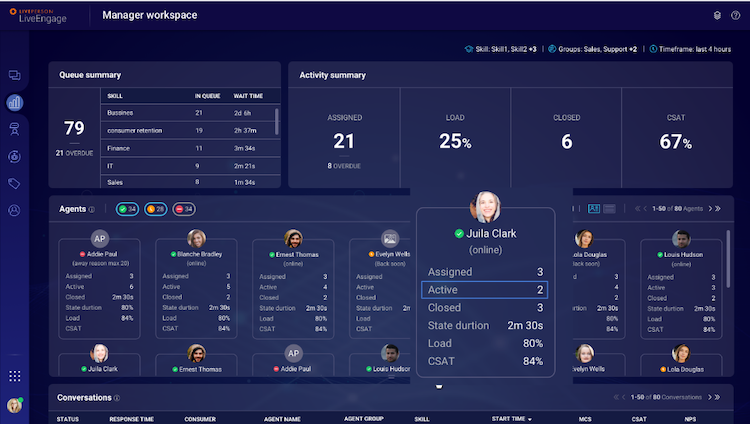 LIVEPERSON
LiveEngage
Manager workspace
Skill: Skill1, Skill2 +3 | Groups: Sales, Support +2 | Timeframe: last 4 hours
Queue summary
79
21 OVERDUE
SKILL IN QUEUE WAIT TIME
Bussines 21 2d 6h
consumer retention 19 2h 37m
Finance 11 3m 34s
IT 9 2m 21s
Sales 8 1m 34s
Activity summary
ASSIGNED LOAD CLOSED CSAT
21 25% 6 67%
8 OVERDUE
Agents 34 28 34
1-50 of 80 Agents
AP
Addie Paul
(away reason max 20)
Assigned 3
Active 2
Closed 3
State durtion 2m 30s
Load 80%
CSAT 84%
Blanche Bradley
(online)
Assigned 3
Active 5
Closed 2
State durtion 2m 30s
Load 80%
CSAT 84%
Ernest Thomas
(online)
Assigned 3
Active 4
Closed 3
State durtion 2m 30s
Load 80%
CSAT 84%
Evelyn Wells
(Back soon)
Assigned
Active
Closed
State durtion
Load
CSAT
Juila Clark
(online)
Assigned 3
Active 2
Closed 3
State durtion 2m 30s
Load 80%
CSAT 84%
Lola Douglas
(Back soon)
3
4
3
2m 30s
80%
84%
Louis Hudson
(online)
Assigned 3
Active 4
Closed 3
State durtion 2m 30s
Load 80%
CSAT 84%
Juila Clark
Ernest Thomas
AP
Addie Paul
Louis Hudson
Evelyn Wells
Lola Douglas
Conversations
1-50 of 80 Conversations
STATUS RESPONSE TIME CONSUMER AGENT NAME AGENT GROUP SKILL START TIME MCS CSAT NPS